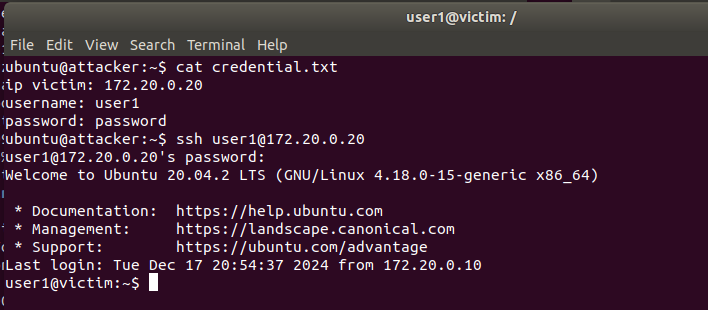 user1@victim: /
File Edit View Search Terminal Help
ubuntu@attacker:~$ cat credential.txt
ip victim: 172.20.0.20
username: user1
password: password
ubuntu@attacker:~$ ssh user1@172.20.0.20
user1@172.20.0.20's password:
Welcome to Ubuntu 20.04.2 LTS (GNU/Linux 4.18.0-15-generic x86_64)
* Documentation:  https://help.ubuntu.com
* Management:     https://landscape.canonical.com
* Support:        https://ubuntu.com/advantage
Last login: Tue Dec 17 20:54:37 2024 from 172.20.0.10
user1@victim:~$